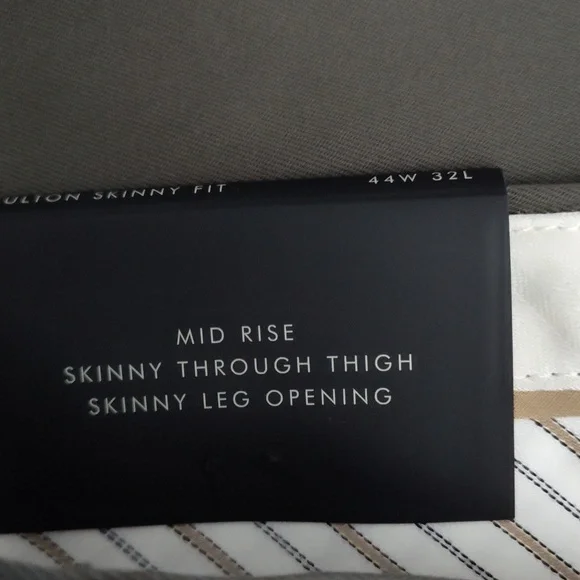 SKINNY FIT 44W 32L
MID RISE
SKINNY THROUGH THIGH
SKINNY LEG OPENING